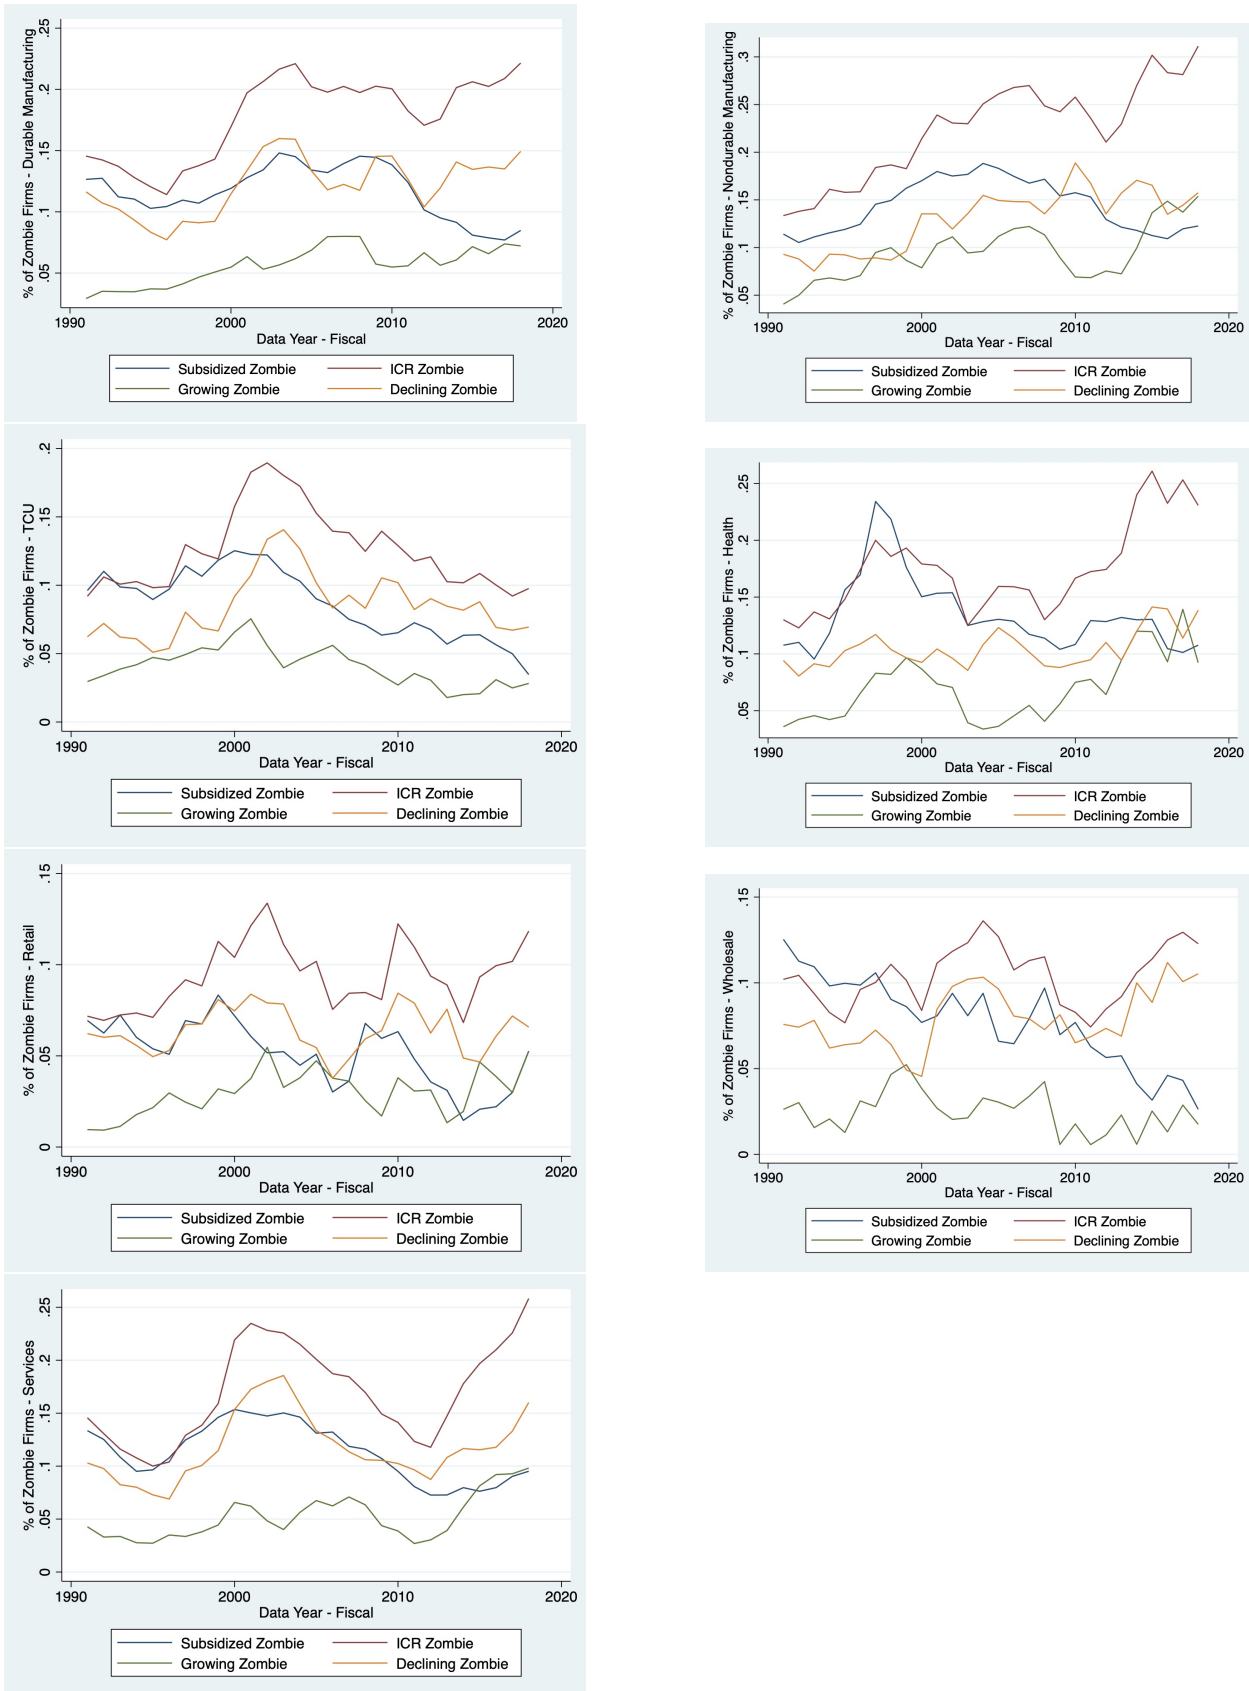 % of Zombie Firms - Durable Manufacturing
.25
.2
.15
.1
.05
1990 2000 2010 2020
Data Year - Fiscal
Subsidized Zombie ICR Zombie
Growing Zombie Declining Zombie
% of Zombie Firms - Nondurable Manufacturing
.3
.25
.2
.15
.1
.05
1990 2000 2010 2020
Data Year - Fiscal
Subsidized Zombie ICR Zombie
Growing Zombie Declining Zombie
% of Zombie Firms - TCU
.2
.15
.1
.05
0
1990 2000 2010 2020
Data Year - Fiscal
Subsidized Zombie ICR Zombie
Growing Zombie Declining Zombie
% of Zombie Firms - Health
.25
.2
.15
.1
.05
1990 2000 2010 2020
Data Year - Fiscal
Subsidized Zombie ICR Zombie
Growing Zombie Declining Zombie
% of Zombie Firms - Retail
.15
.1
.05
0
1990 2000 2010 2020
Data Year - Fiscal
Subsidized Zombie ICR Zombie
Growing Zombie Declining Zombie
% of Zombie Firms - Wholesale
.15
.1
.05
0
1990 2000 2010 2020
Data Year - Fiscal
Subsidized Zombie ICR Zombie
Growing Zombie Declining Zombie
% of Zombie Firms - Services
.25
.2
.15
.1
.05
0
1990 2000 2010 2020
Data Year - Fiscal
Subsidized Zombie ICR Zombie
Growing Zombie Declining Zombie